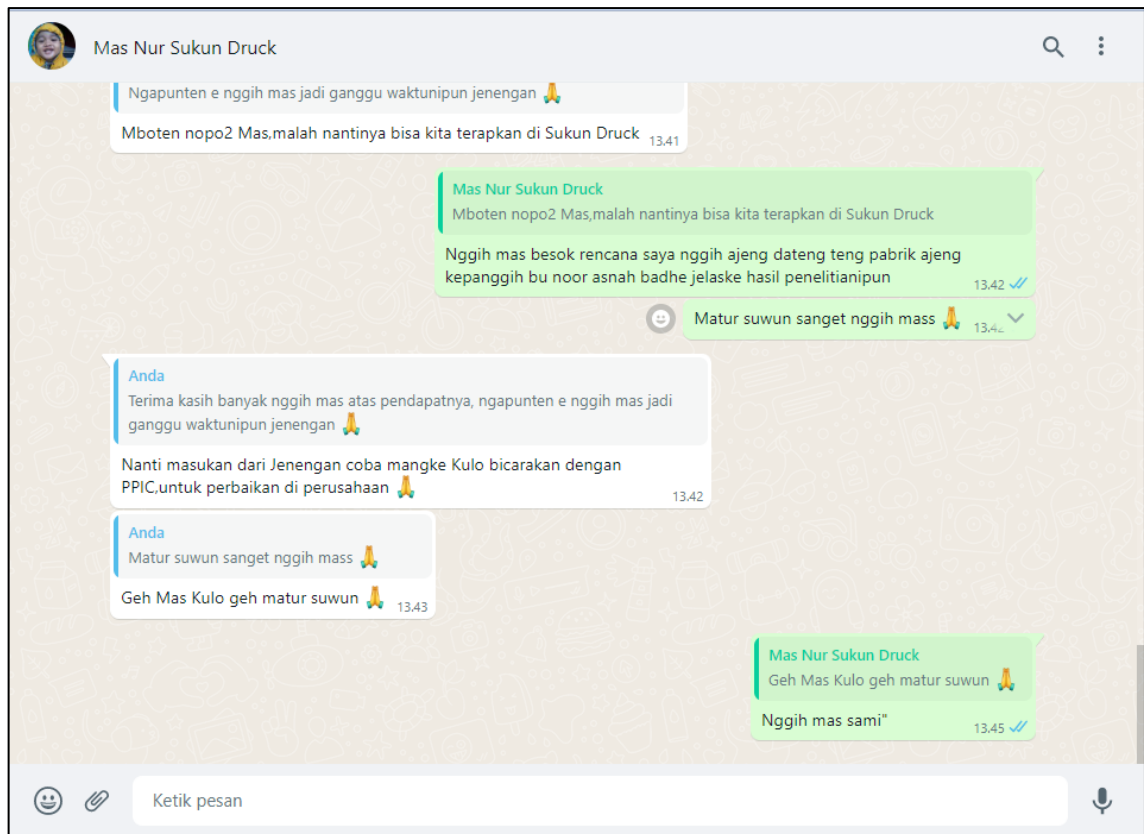 Mas Nur Sukun Druck
Ngapunten e nggih mas jadi ganggu waktunipun jenengan 🙏
Mboten nopo2 Mas,malah nantinya bisa kita terapkan di Sukun Druck 13.41
Mas Nur Sukun Druck
Mboten nopo2 Mas,malah nantinya bisa kita terapkan di Sukun Druck
Nggih mas besok rencana saya nggih ajeng dateng teng pabrik ajeng
kepanggih bu noor asnah badhe jelaske hasil penelitianipun 13.42
Matur suwun sanget nggih mass 🙏 13.42
Anda
Terima kasih banyak nggih mas atas pendapatnya, ngapunten e nggih mas jadi
ganggu waktunipun jenengan 🙏
Nanti masukan dari Jenengan coba mangke Kulo bicarakan dengan
PPIC,untuk perbaikan di perusahaan 🙏 13.42
Anda
Matur suwun sanget nggih mass 🙏
Geh Mas Kulo geh matur suwun 🙏 13.43
Mas Nur Sukun Druck
Geh Mas Kulo geh matur suwun 🙏
Nggih mas sami" 13.45
Ketik pesan